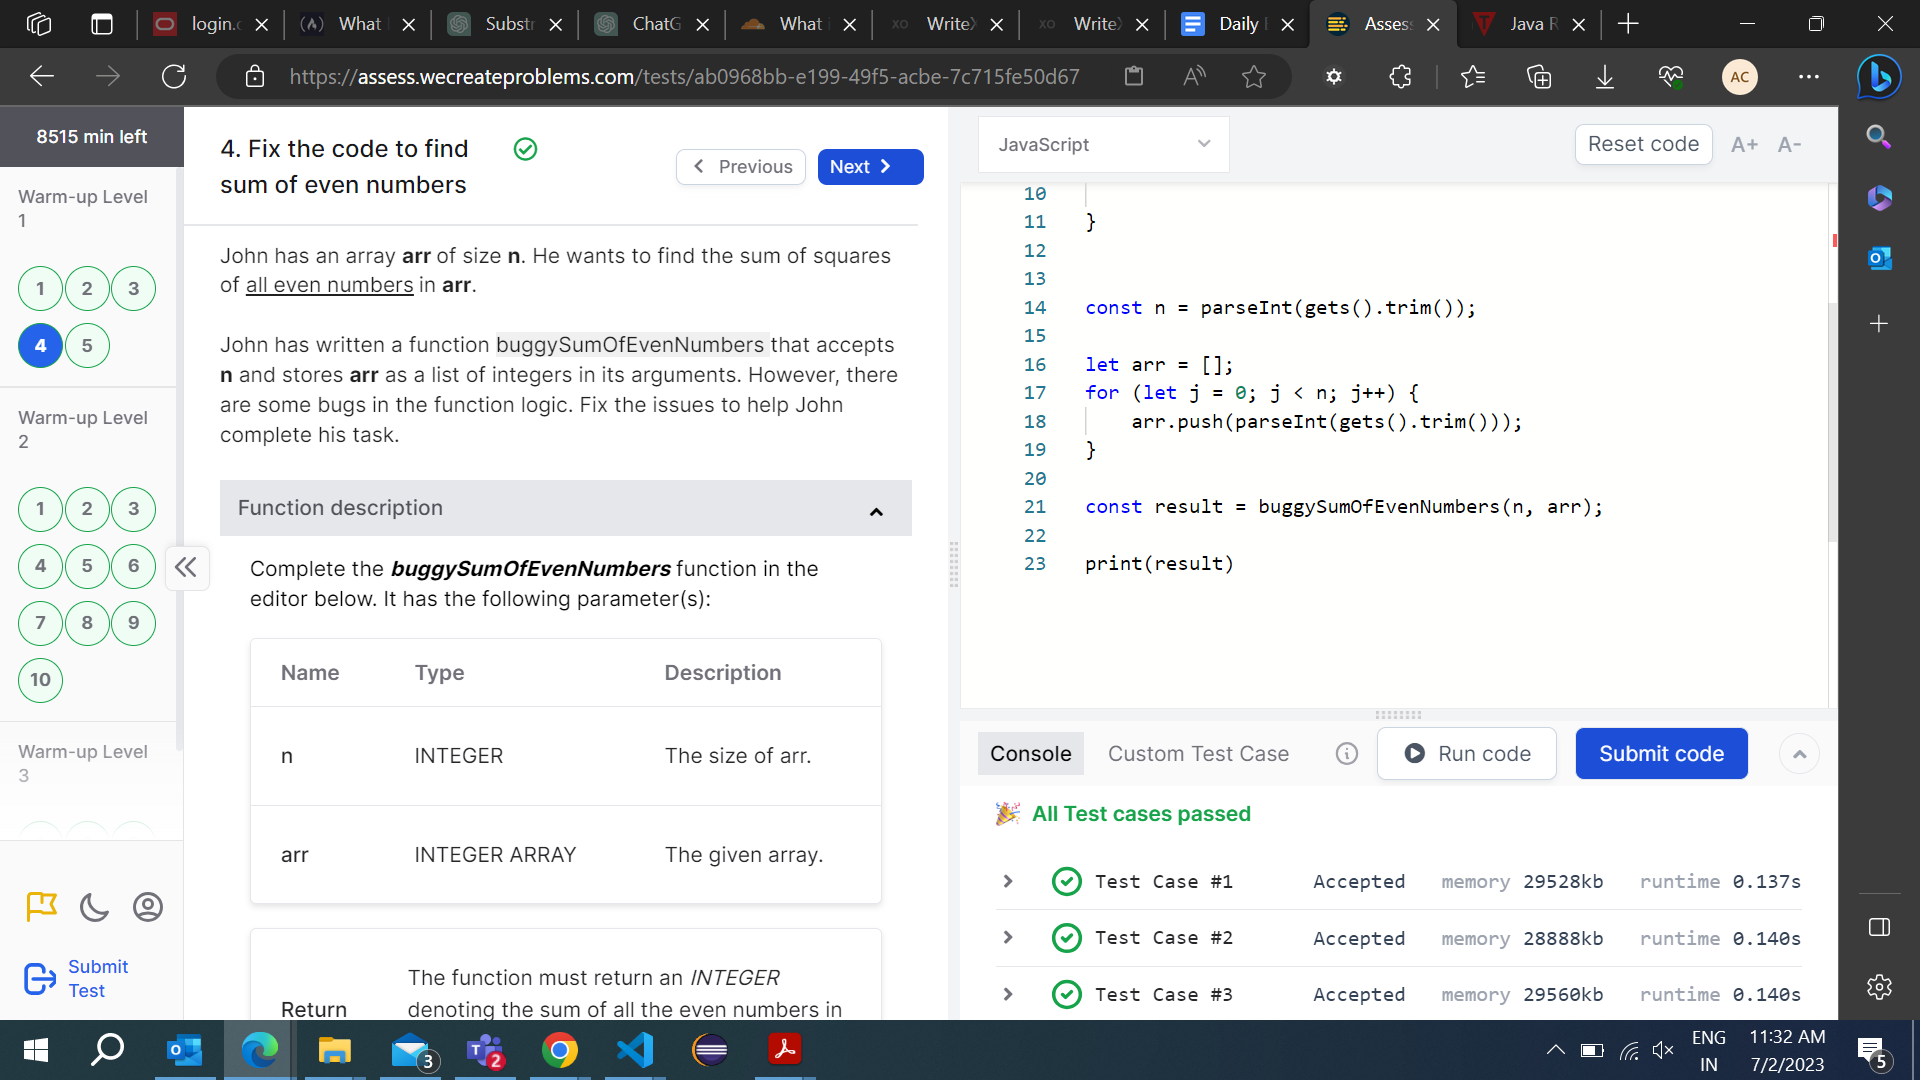 login.
What
Substr
ChatG
What
Write
Write
Daily
Asses
Java R
https://assess.wecreateproblems.com/tests/ab0968bb-e199-49f5-acbe-7c715fe50d67
AC
8515 min left
Warm-up Level
1
1 2 3
4 5
Warm-up Level
2
1 2 3
4 5 6
7 8 9
10
Warm-up Level
3
Submit
Test
4. Fix the code to find
sum of even numbers
Previous
Next
John has an array arr of size n. He wants to find the sum of squares
of all even numbers in arr.
John has written a function buggySumOfEvenNumbers that accepts
n and stores arr as a list of integers in its arguments. However, there
are some bugs in the function logic. Fix the issues to help John
complete his task.
Function description
Complete the buggySumOfEvenNumbers function in the
editor below. It has the following parameter(s):
Name Type Description
n INTEGER The size of arr.
arr INTEGER ARRAY The given array.
The function must return an INTEGER
Return denoting the sum of all the even numbers in
JavaScript
Reset code A+ A-
10
11 }
12
13
14 const n = parseInt(gets().trim());
15
16 let arr = [];
17 for (let j = 0; j < n; j++) {
18 arr.push(parseInt(gets().trim()));
19 }
20
21 const result = buggySumOfEvenNumbers(n, arr);
22
23 print(result)
Console Custom Test Case Run code Submit code
All Test cases passed
Test Case #1 Accepted memory 29528kb runtime 0.137s
Test Case #2 Accepted memory 28888kb runtime 0.140s
Test Case #3 Accepted memory 29560kb runtime 0.140s
3
2
ENG
IN
11:32 AM
7/2/2023
5